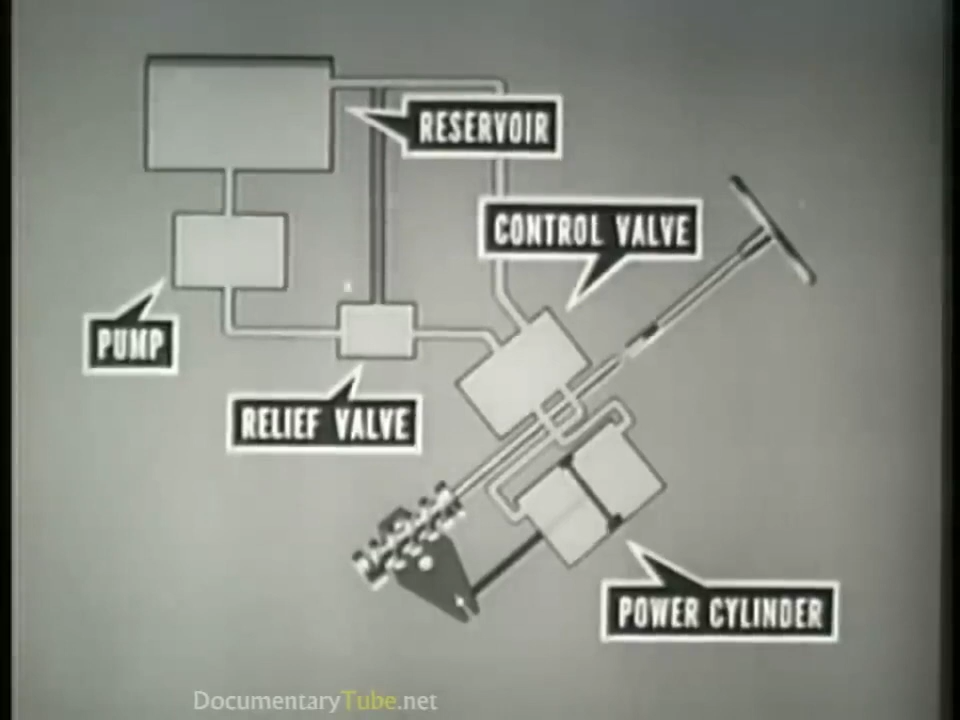 RESERVOIR
CONTROL VALVE
PUMP
RELIEF VALVE
POWER CYLINDER
DocumentaryTube.net